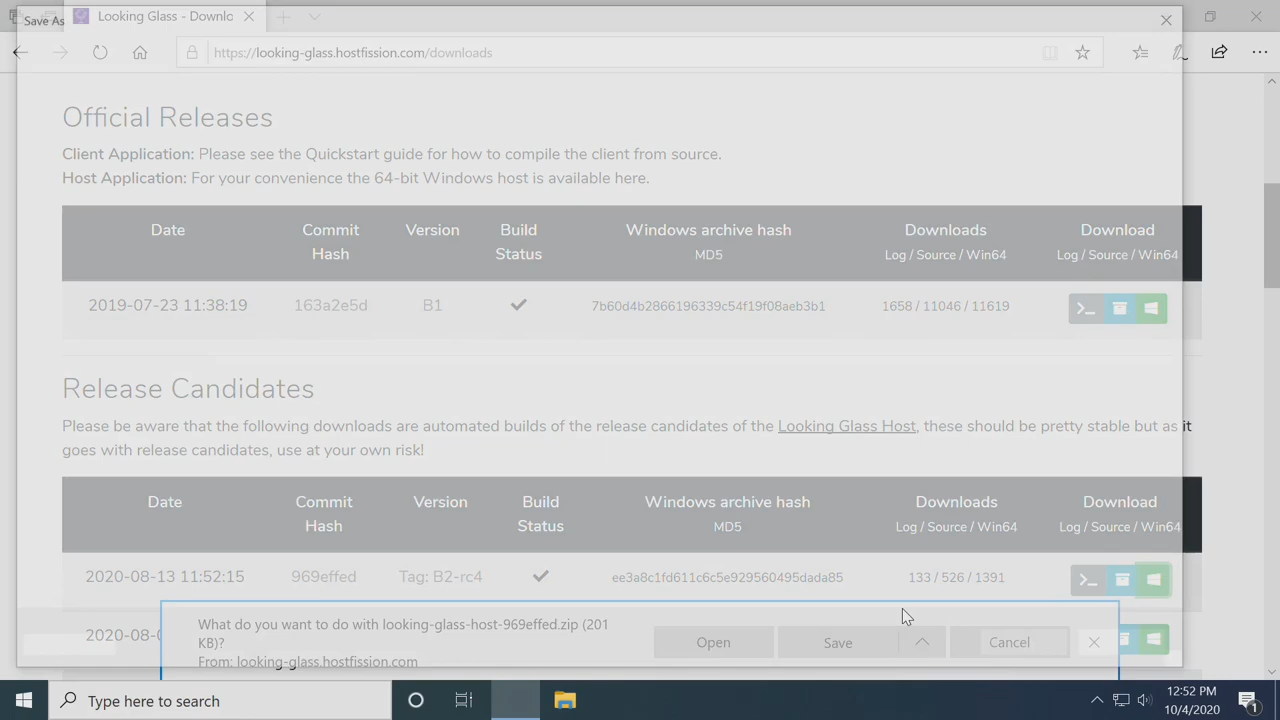 Save As
Looking Glass - Downlo
https://looking-glass.hostfission.com/downloads
Official Releases
Client Application: Please see the Quickstart guide for how to compile the client from source.
Host Application: For your convenience the 64-bit Windows host is available here.
Date Commit Hash Version Build Status Windows archive hash MD5 Downloads Log / Source / Win64 Download Log / Source / Win64
2019-07-23 11:38:19 163a2e5d B1 7b60d4b2866196339c54f19f08aeb3b1 1658 / 11046 / 11619
Release Candidates
Please be aware that the following downloads are automated builds of the release candidates of the Looking Glass Host, these should be pretty stable but as it
goes with release candidates, use at your own risk!
Date Commit Hash Version Build Status Windows archive hash MD5 Downloads Log / Source / Win64 Download Log / Source / Win64
2020-08-13 11:52:15 969effed Tag: B2-rc4 ee3a8c1fd611c6c5e929560495dada85 133 / 526 / 1391
2020-08-
What do you want to do with looking-glass-host-969effed.zip (201
KB)?
From: looking-glass.hostfission.com
Open Save Cancel
Type here to search
12:52 PM
10/4/2020
1